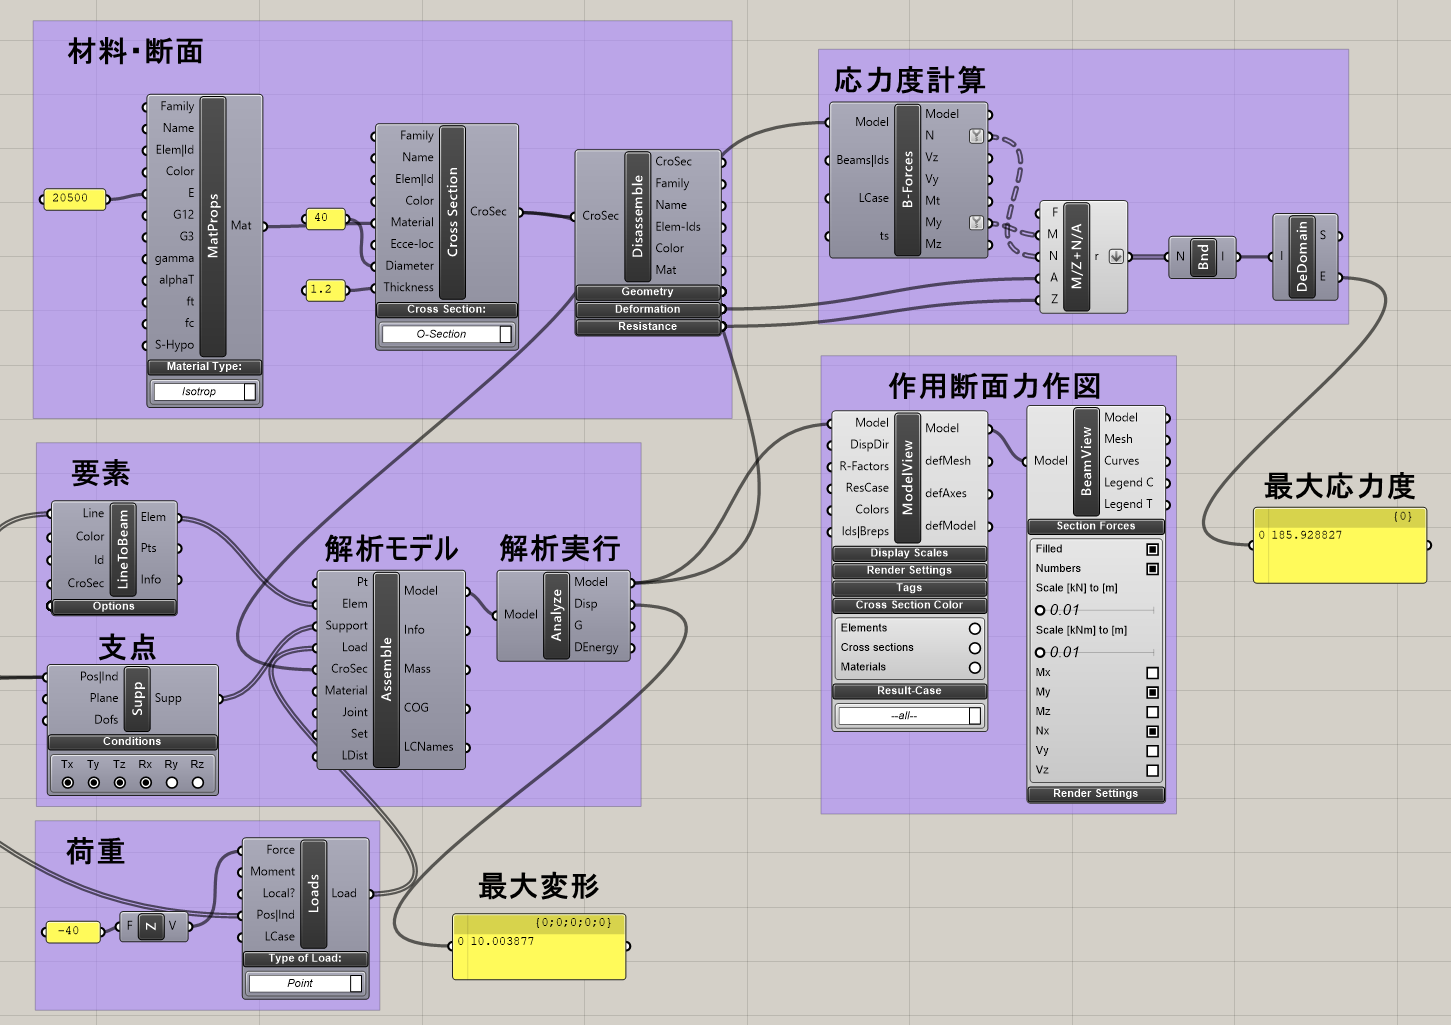 材料・断面
20500
Family
Name
Elem|Id
Color
E
G12
G3
gamma
alphaT
ft
fc
S-Hypo
MatProps
Mat
Material Type:
Isotrop
40
1.2
Family
Name
Elem|Id
Color
Material
Ecce-loc
Diameter
Thickness
Cross Section
CroSec
Cross Section:
O-Section
CroSec
Disassemble
CroSec
Family
Name
Elem-Ids
Color
Mat
Geometry
Deformation
Resistance
応力度計算
Model
Beams|Ids
LCase
ts
B-Forces
Model
N
Vz
Vy
Mt
My
Mz
F
M
N
A
Z
M/Z+N/A
r
N
Bnd
I
I
DeDomain
S
E
作用断面力作図
Model
DispDir
R-Factors
ResCase
Colors
Ids|Breps
ModelView
Model
defMesh
defAxes
defModel
Display Scales
Render Settings
Tags
Cross Section Color
Elements
Cross sections
Materials
Result-Case
--all--
Model
BeamView
Model
Mesh
Curves
Legend C
Legend T
Section Forces
Filled
Numbers
Scale [kN] to [m]
0.01
Scale [kNm] to [m]
0.01
Mx
My
Mz
Nx
Vy
Vz
Render Settings
最大応力度
{0}
0 185.928827
要素
Line
Color
Id
CroSec
LineToBeam
Elem
Pts
Info
Options
支点
Pos|Ind
Plane
Dofs
Supp
Supp
Conditions
Tx Ty Tz Rx Ry Rz
解析モデル
Pt
Elem
Support
Load
CroSec
Material
Joint
Set
LDist
Assemble
Model
Info
Mass
COG
LCNames
解析実行
Model
Analyze
Model
Disp
G
DEnergy
荷重
-40
F
Z
V
Force
Moment
Local?
Pos|Ind
LCase
Loads
Load
Type of Load:
Point
最大変形
{0;0;0;0;0}
0 10.003877